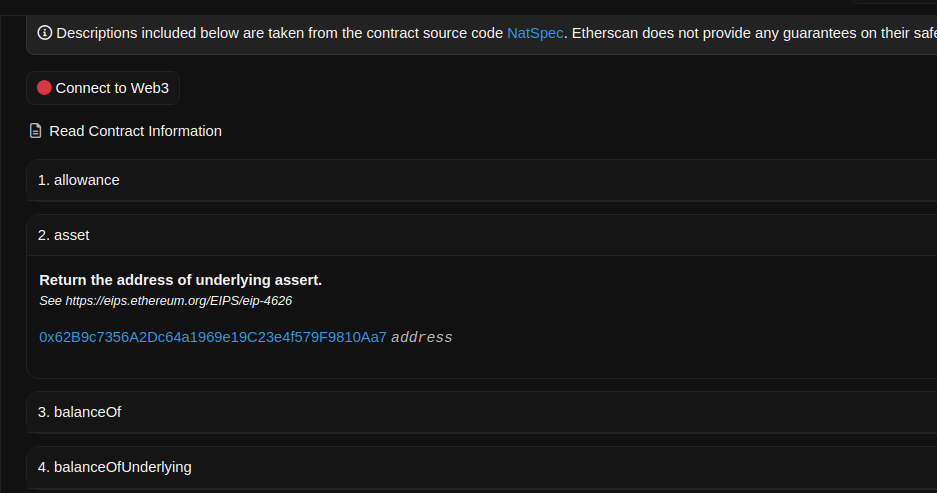 Descriptions included below are taken from the contract source code NatSpec. Etherscan does not provide any guarantees on their safe
Connect to Web3
Read Contract Information
1. allowance
2. asset
Return the address of underlying assert.
See https://eips.ethereum.org/EIPS/eip-4626
0x62B9c7356A2Dc64a1969e19C23e4f579F9810Aa7 address
3. balanceOf
4. balanceOfUnderlying